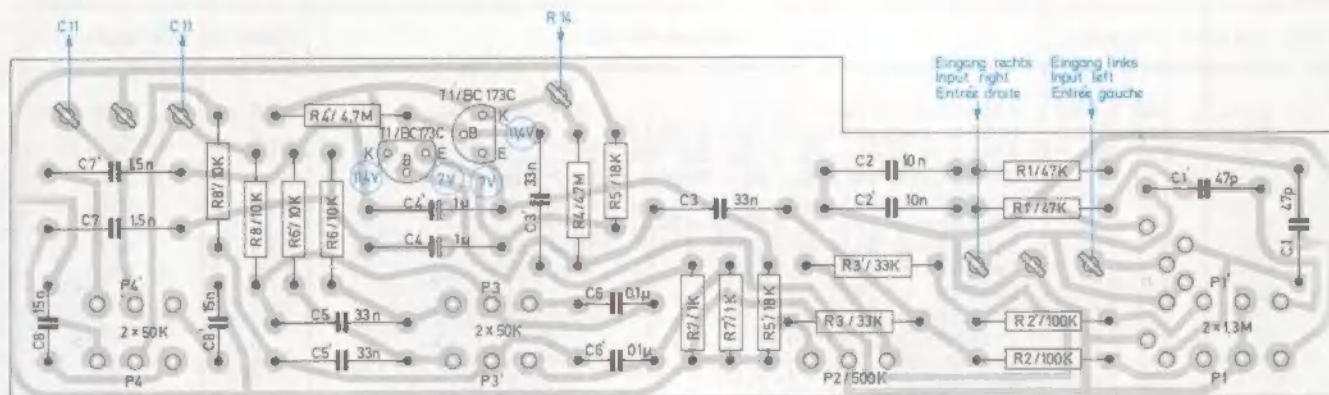 C11
C11
R14
Eingang rechts
Input right
Entrée droite
Eingang links
Input left
Entrée gauche
T1'/BC 173C
R4'/4,7M
T1/BC173C
K
B
E
11,4V
K
B
E
11,4V
2V
2V
C7'
1,5n
C7
1,5n
R8'/10K
R8/10K
R6'/10K
R6/10K
C4'
1µ
C4
1µ
33n
C3'
R4/4,7M
R5'/18K
C3
33n
C2
10n
C2'
10n
R1/47K
R1'/47K
C1'
47p
47p
C1
15n
C8
P4'
2×50K
P4
15n
C8'
C5
33n
C5'
33n
P3
2×50K
P3'
C6
0,1µ
C6'
0,1µ
R7'/1K
R7/1K
R5/18K
R3'/33K
R3/33K
P2/500K
R2'/100K
R2/100K
P1'
2×1,3M
P1